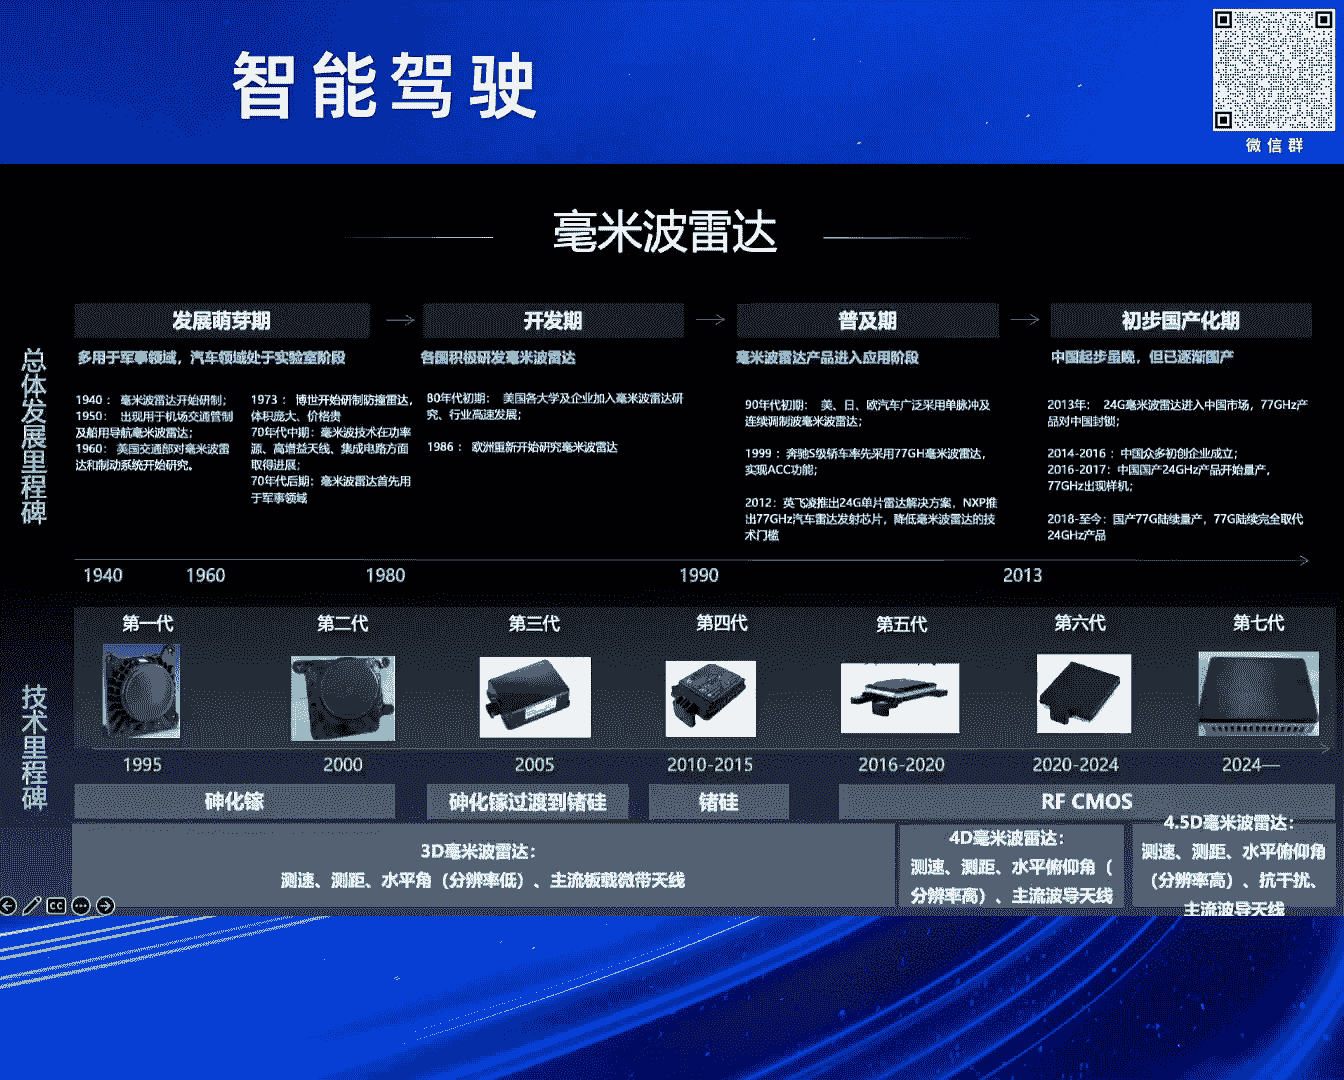 智能驾驶
微信群
毫米波雷达
总体发展里程碑
发展萌芽期
多用于军事领域，汽车领域处于实验室阶段
1940 ： 毫米波雷达开始研制；
1950： 出现用于机场交通管制
及船用导航毫米波雷达；
1960： 美国交通部对毫米波雷
达和制动系统开始研究。
1973 ： 博世开始研制防撞雷达，
体积庞大、价格贵
70年代中期：毫米波技术在功率
源、高增益天线、集成电路方面
取得进展；
70年代后期：毫米波雷达首先用
于军事领域
开发期
各国积极研发毫米波雷达
80年代初期： 美国各大学及企业加入毫米波雷达研
究、行业高速发展；
1986 ： 欧洲重新开始研究毫米波雷达
普及期
毫米波雷达产品进入应用阶段
90年代初期： 美、日、欧汽车广泛采用单脉冲及
连续调制波毫米波雷达；
1999 ：奔驰S级轿车率先采用77GH毫米波雷达，
实现ACC功能；
2012：英飞凌推出24G单片雷达解决方案，NXP推
出77GHz汽车雷达发射芯片，降低毫米波雷达的技
术门槛
初步国产化期
中国起步虽晚，但已逐渐国产
2013年： 24G毫米波雷达进入中国市场，77GHz产
品对中国封锁；
2014-2016 ：中国众多初创企业成立；
2016-2017：中国国产24GHz产品开始量产，
77GHz出现样机；
2018-至今：国产77G陆续量产，77G陆续完全取代
24GHz产品
1940
1960
1980
1990
2013
技术里程碑
第一代
第二代
第三代
第四代
第五代
第六代
第七代
1995
2000
2005
2010-2015
2016-2020
2020-2024
2024—
砷化镓
砷化镓过渡到锗硅
锗硅
RF CMOS
3D毫米波雷达：
测速、测距、水平角（分辨率低）、主流板载微带天线
4D毫米波雷达：
测速、测距、水平俯仰角（
分辨率高）、主流波导天线
4.5D毫米波雷达：
测速、测距、水平俯仰角
（分辨率高）、抗干扰、
主流波导天线
CC